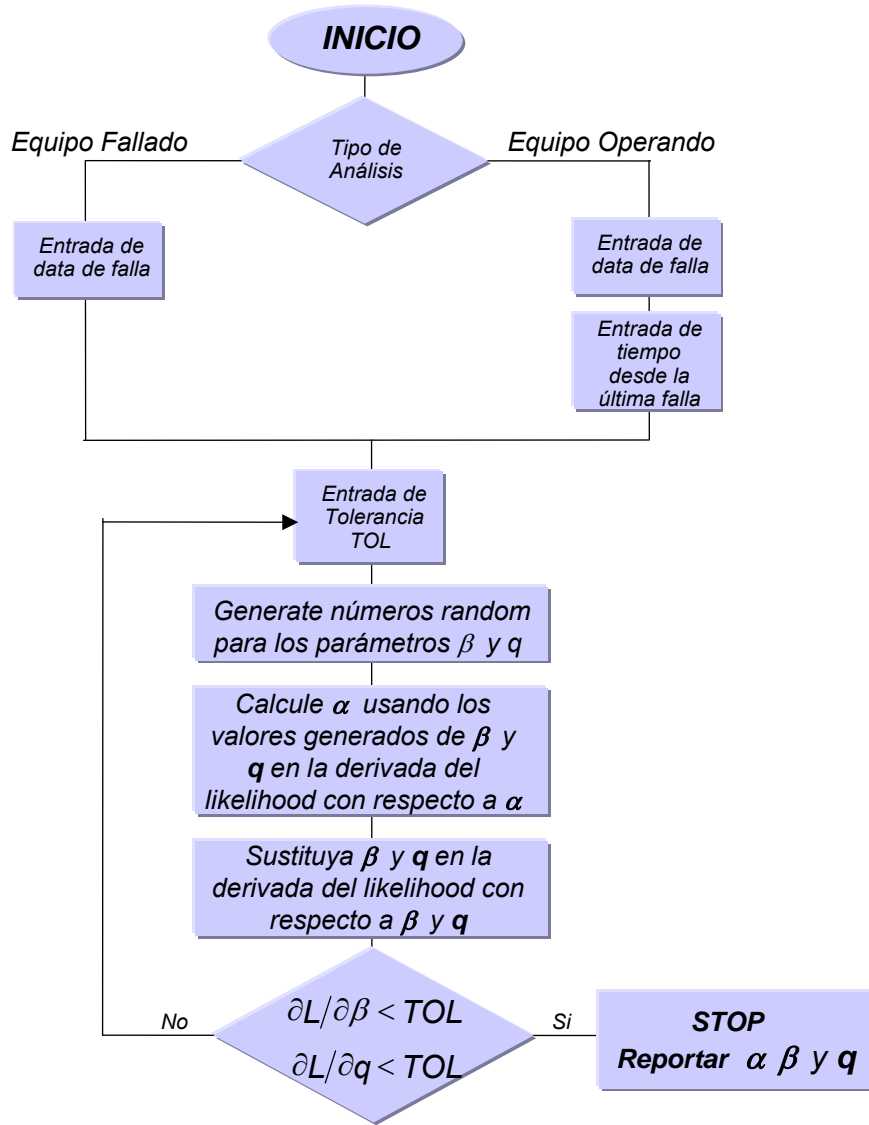 INICIO
Tipo de
Análisis
Equipo Fallado
Equipo Operando
Entrada de
data de falla
Entrada de
data de falla
Entrada de
tiempo
desde la
última falla
Entrada de
Tolerancia
TOL
Generate números random
para los parámetros β y q
Calcule α usando los
valores generados de β y
q en la derivada del
likelihood con respecto a α
Sustituya β y q en la
derivada del likelihood con
respecto a β y q
∂L/∂β < TOL
∂L/∂q < TOL
No
Si
STOP
Reportar α β y q